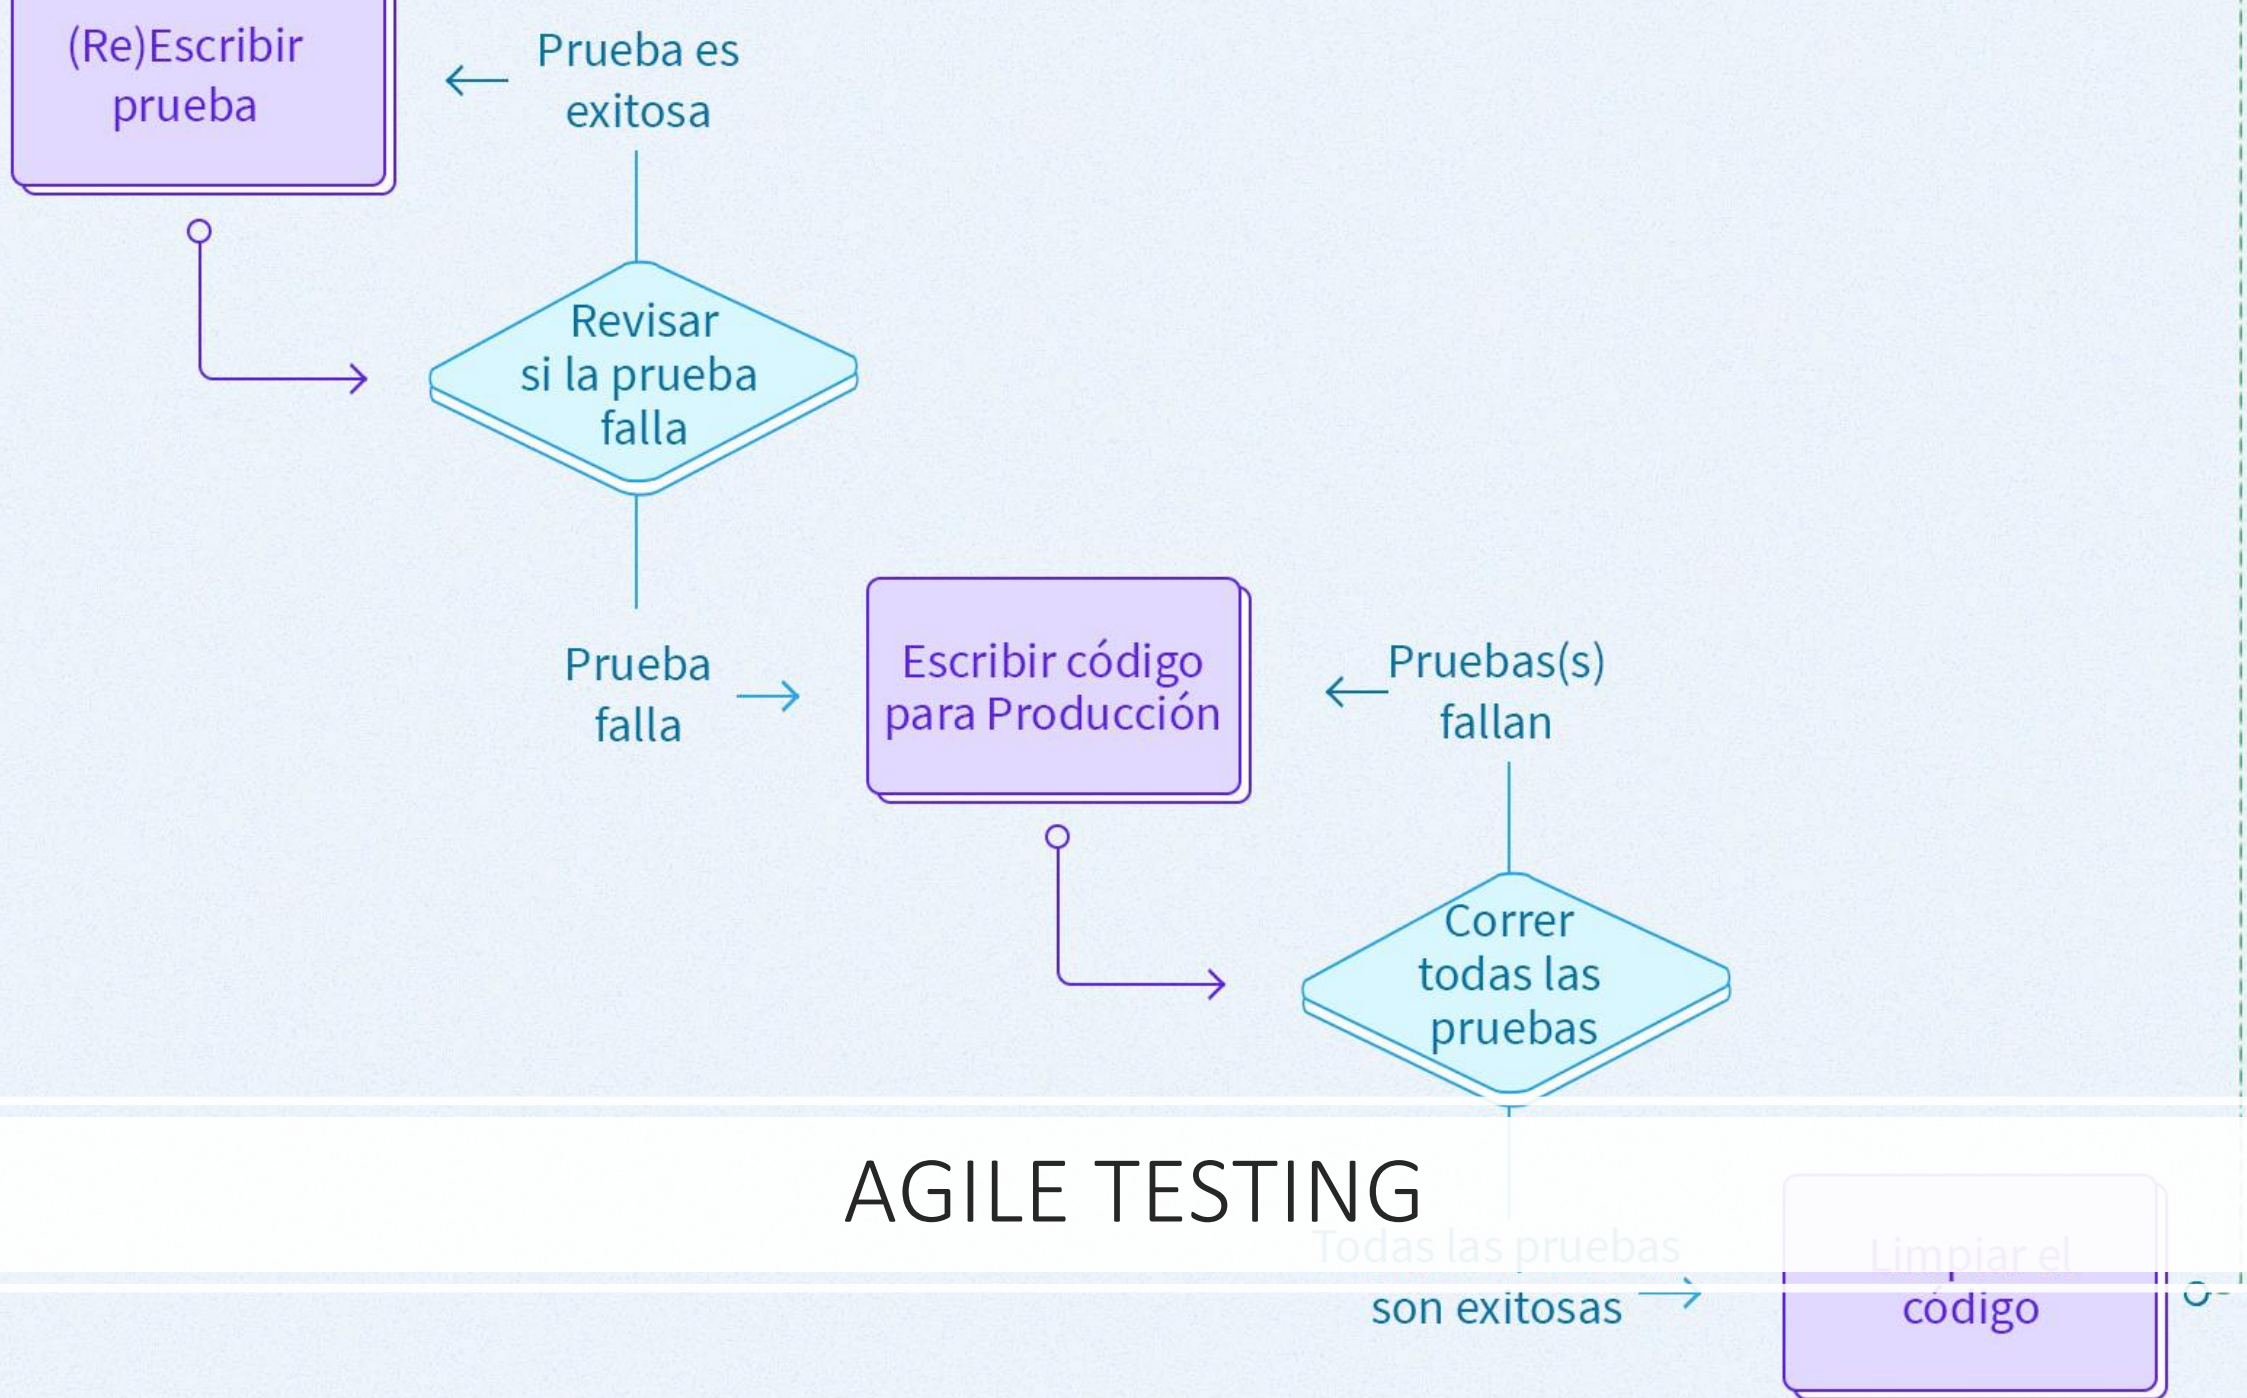 (Re)Escribir
prueba
Prueba es
exitosa
Revisar
si la prueba
falla
Prueba
falla
Escribir código
para Producción
Pruebas(s)
fallan
Correr
todas las
pruebas
AGILE TESTING
Todas las pruebas
son exitosas
Limpiar el
código